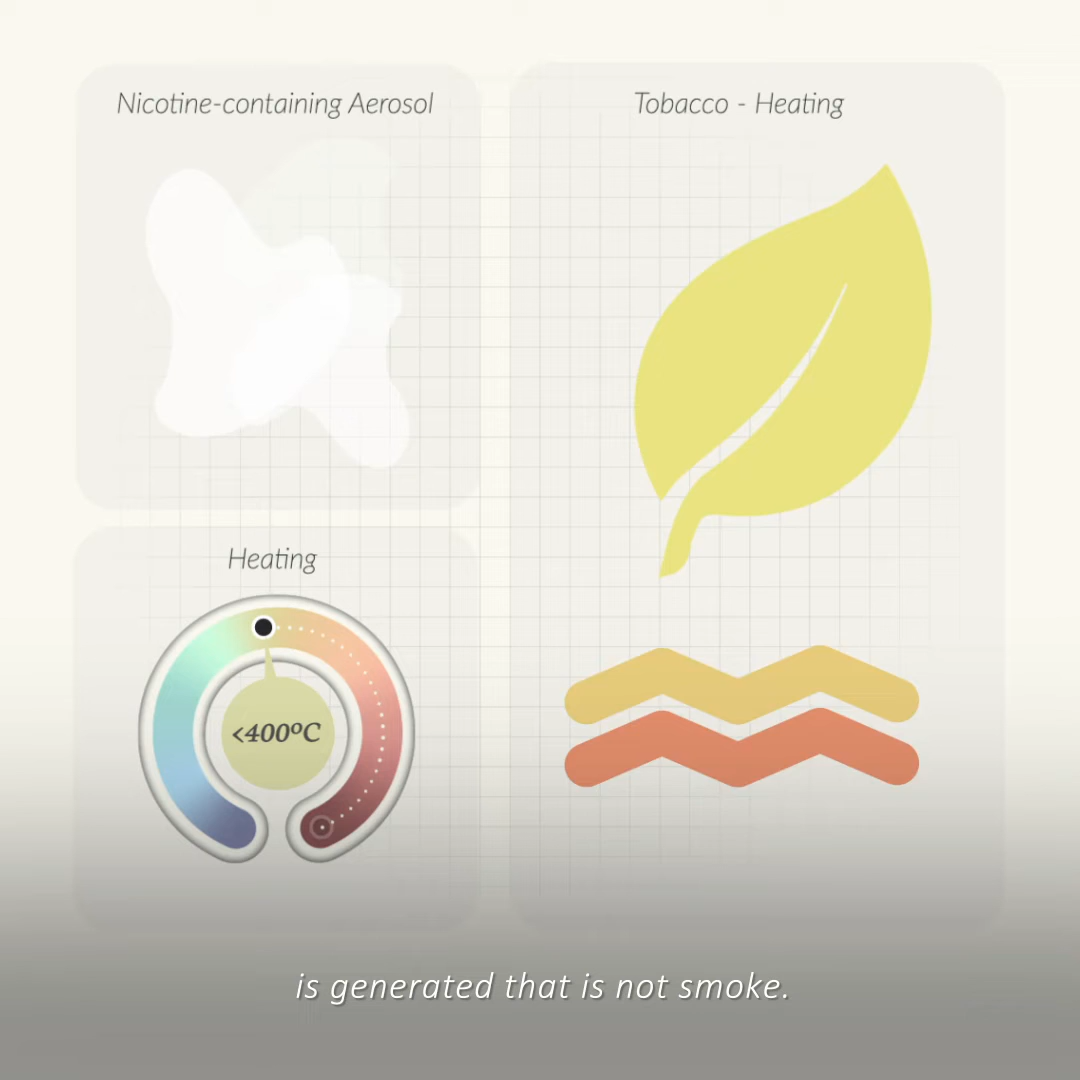 Nicotine-containing Aerosol
Tobacco - Heating
Heating
<400ºC
is generated that is not smoke.